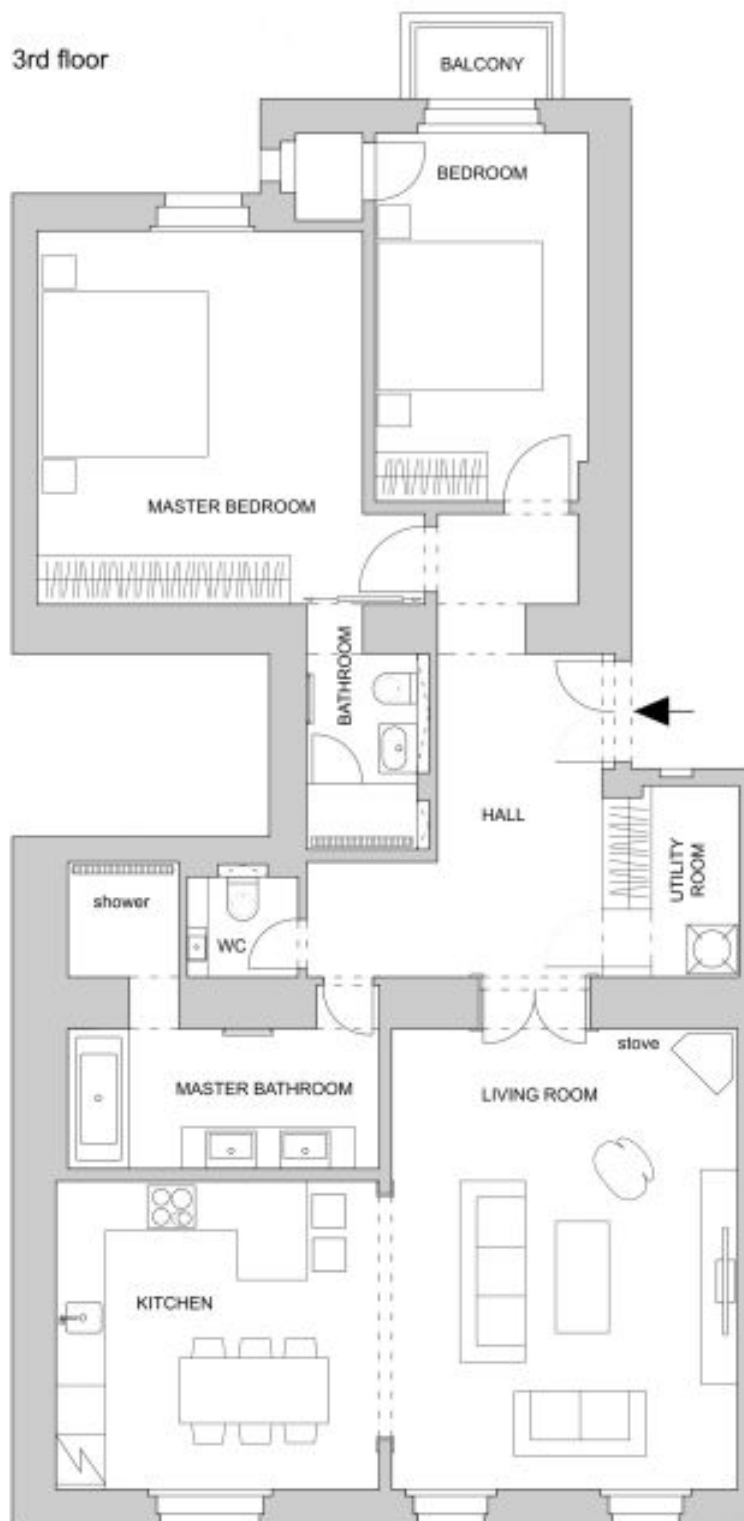 3rd floor
BALCONY
BEDROOM
MASTER BEDROOM
BATHROOM
HALL
UTILITY
ROOM
shower
WC
stove
MASTER BATHROOM
LIVING ROOM
KITCHEN